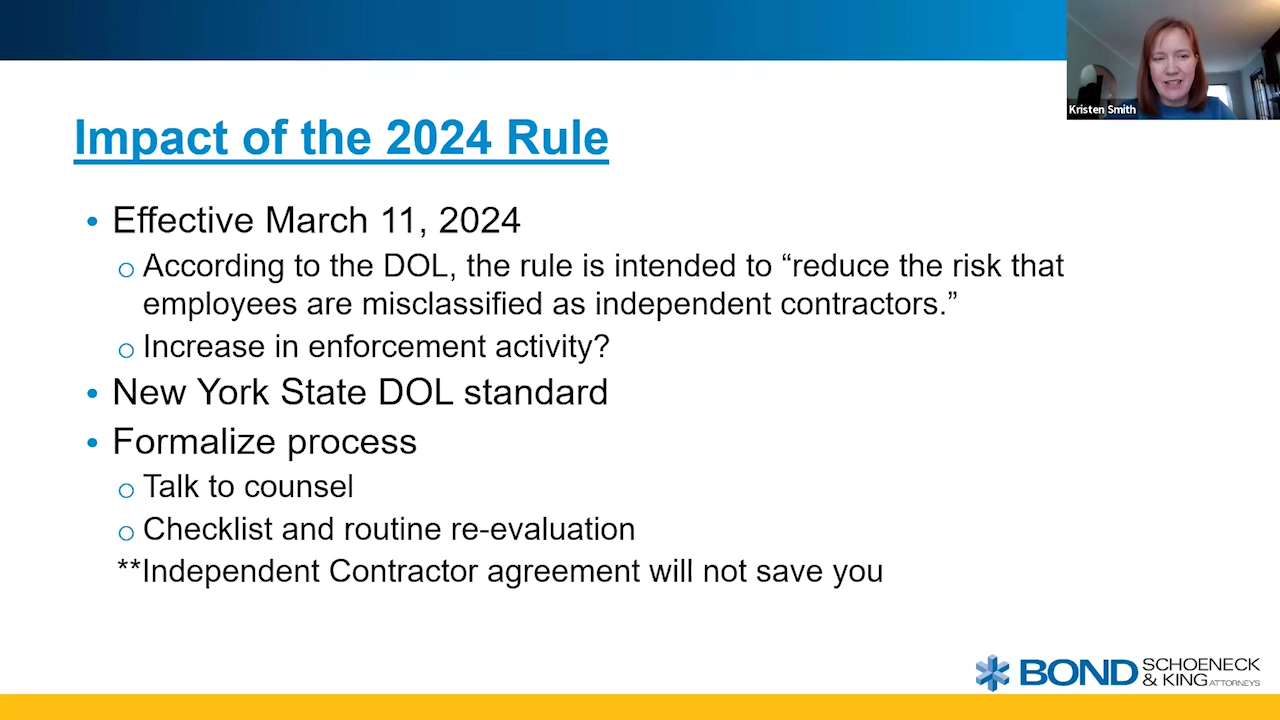 Kristen Smith
Impact of the 2024 Rule
• Effective March 11, 2024
o According to the DOL, the rule is intended to “reduce the risk that
employees are misclassified as independent contractors.”
o Increase in enforcement activity?
• New York State DOL standard
• Formalize process
o Talk to counsel
o Checklist and routine re-evaluation
**Independent Contractor agreement will not save you
BOND SCHOENECK
& KING ATTORNEYS